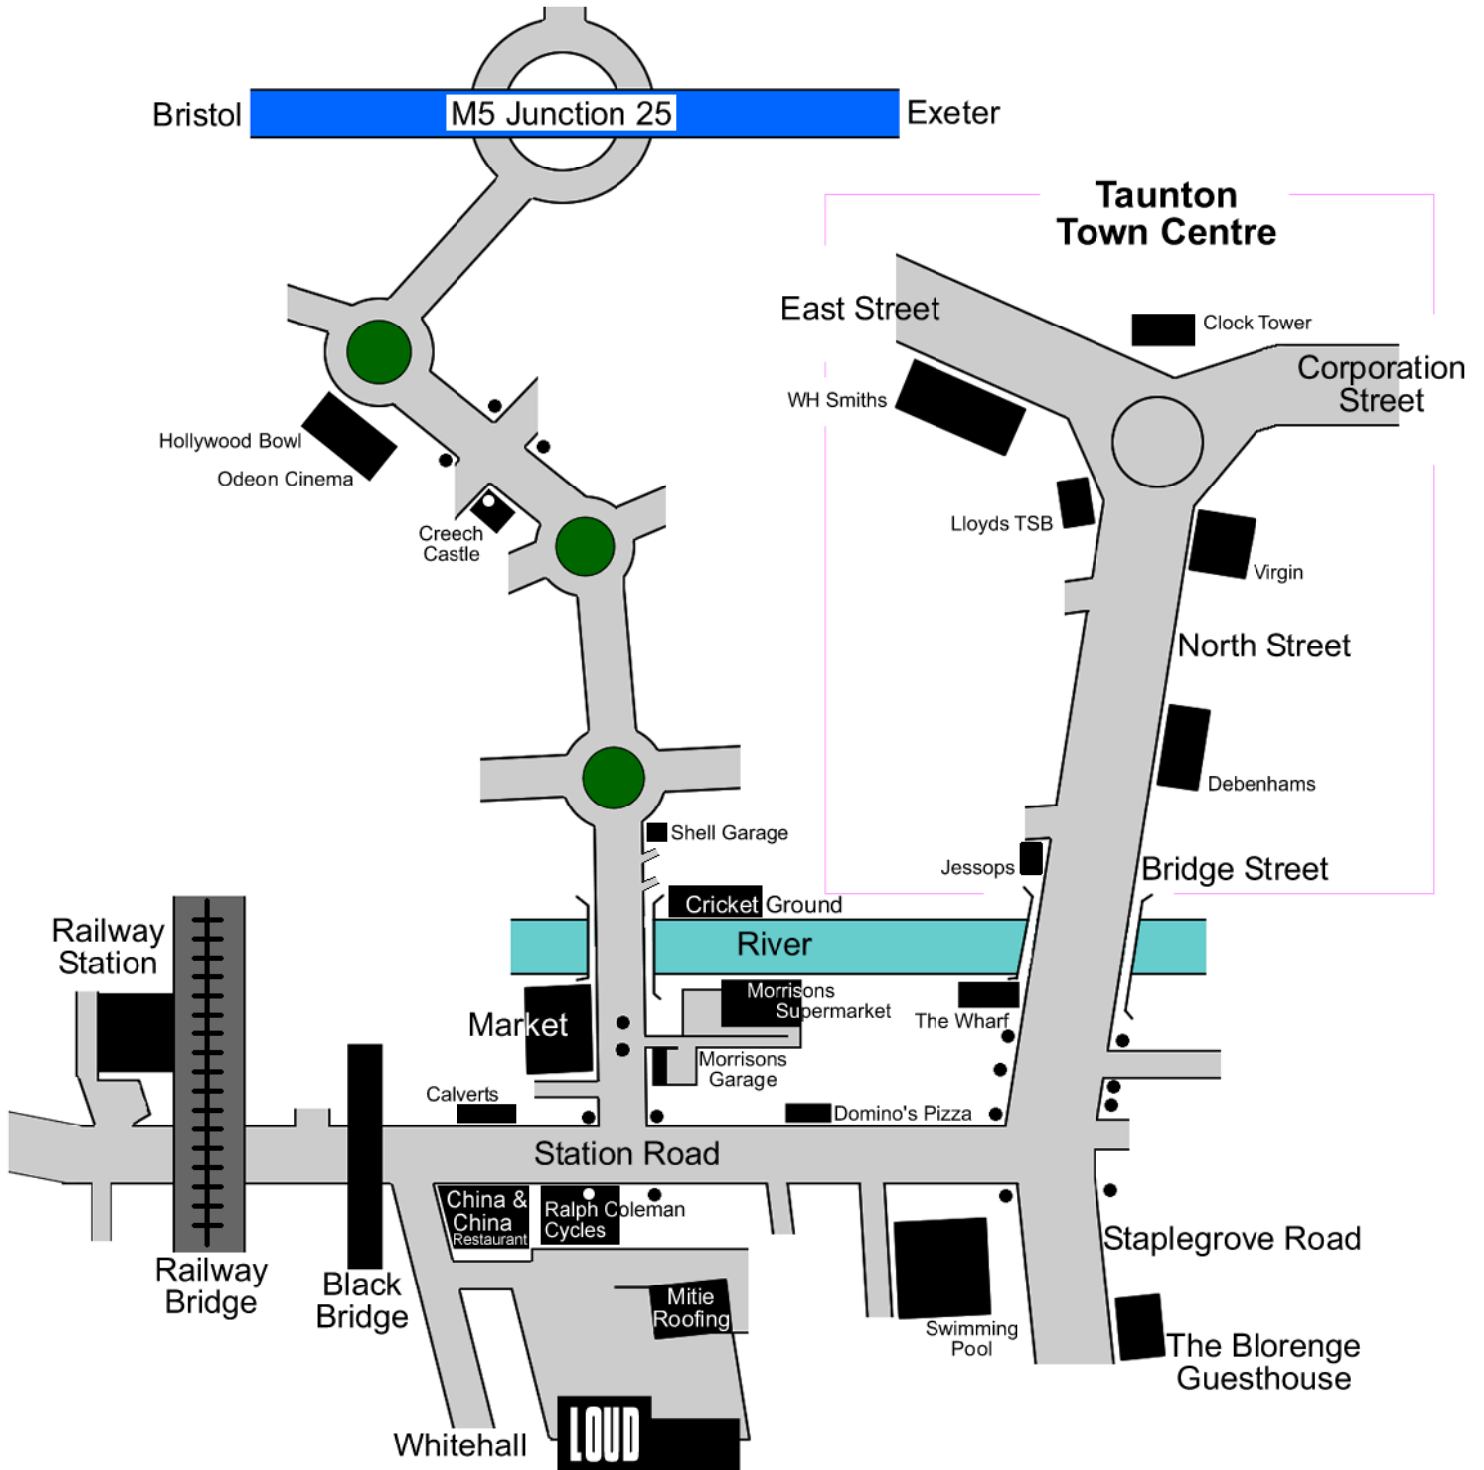 M5 Junction 25
Bristol
Exeter
Taunton
Town Centre
East Street
Clock Tower
Corporation
Street
WH Smiths
Hollywood Bowl
Odeon Cinema
Lloyds TSB
Creech
Castle
Virgin
North Street
Debenhams
Shell Garage
Jessops
Bridge Street
Cricket Ground
Railway
Station
River
Morrisons
Supermarket
Market
The Wharf
Morrisons
Garage
Calverts
Domino's Pizza
Station Road
China &
China
Restaurant
Ralph Coleman
Cycles
Staplegrove Road
Railway
Bridge
Black
Bridge
Mitie
Roofing
Swimming
Pool
The Blorenge
Guesthouse
Whitehall
LOUD